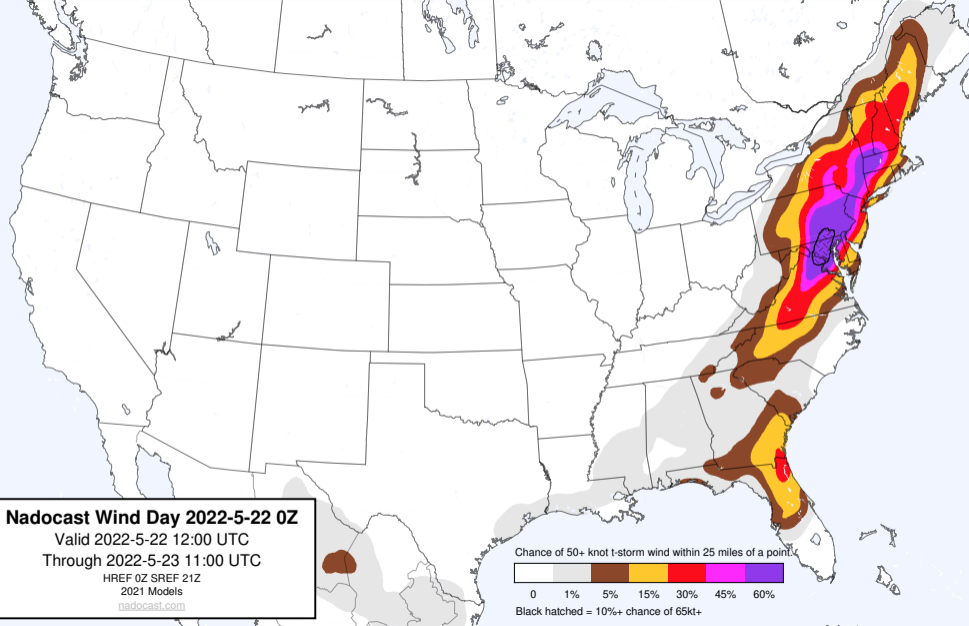 Nadocast Wind Day 2022-5-22 0Z
Valid 2022-5-22 12:00 UTC
Through 2022-5-23 11:00 UTC
HREF 0Z SREF 21Z
2021 Models
nadocast.com
Chance of 50+ knot t-storm wind within 25 miles of a point.
0 1% 5% 15% 30% 45% 60%
Black hatched = 10%+ chance of 65kt+